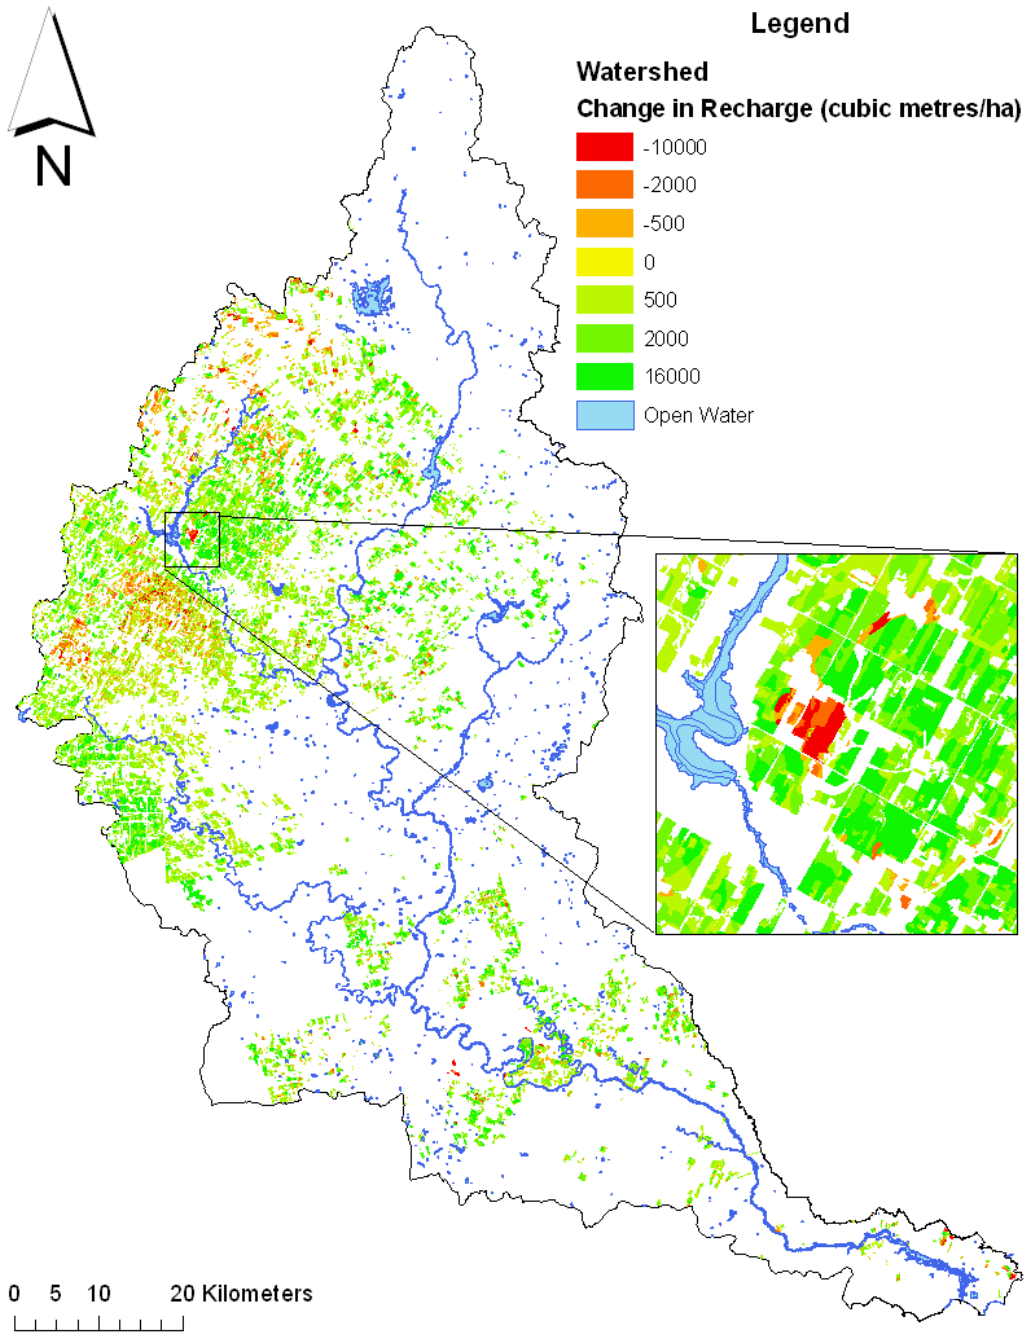 Legend
N
Watershed
Change in Recharge (cubic metres/ha)
-10000
-2000
-500
0
500
2000
16000
Open Water
0 5 10 20 Kilometers